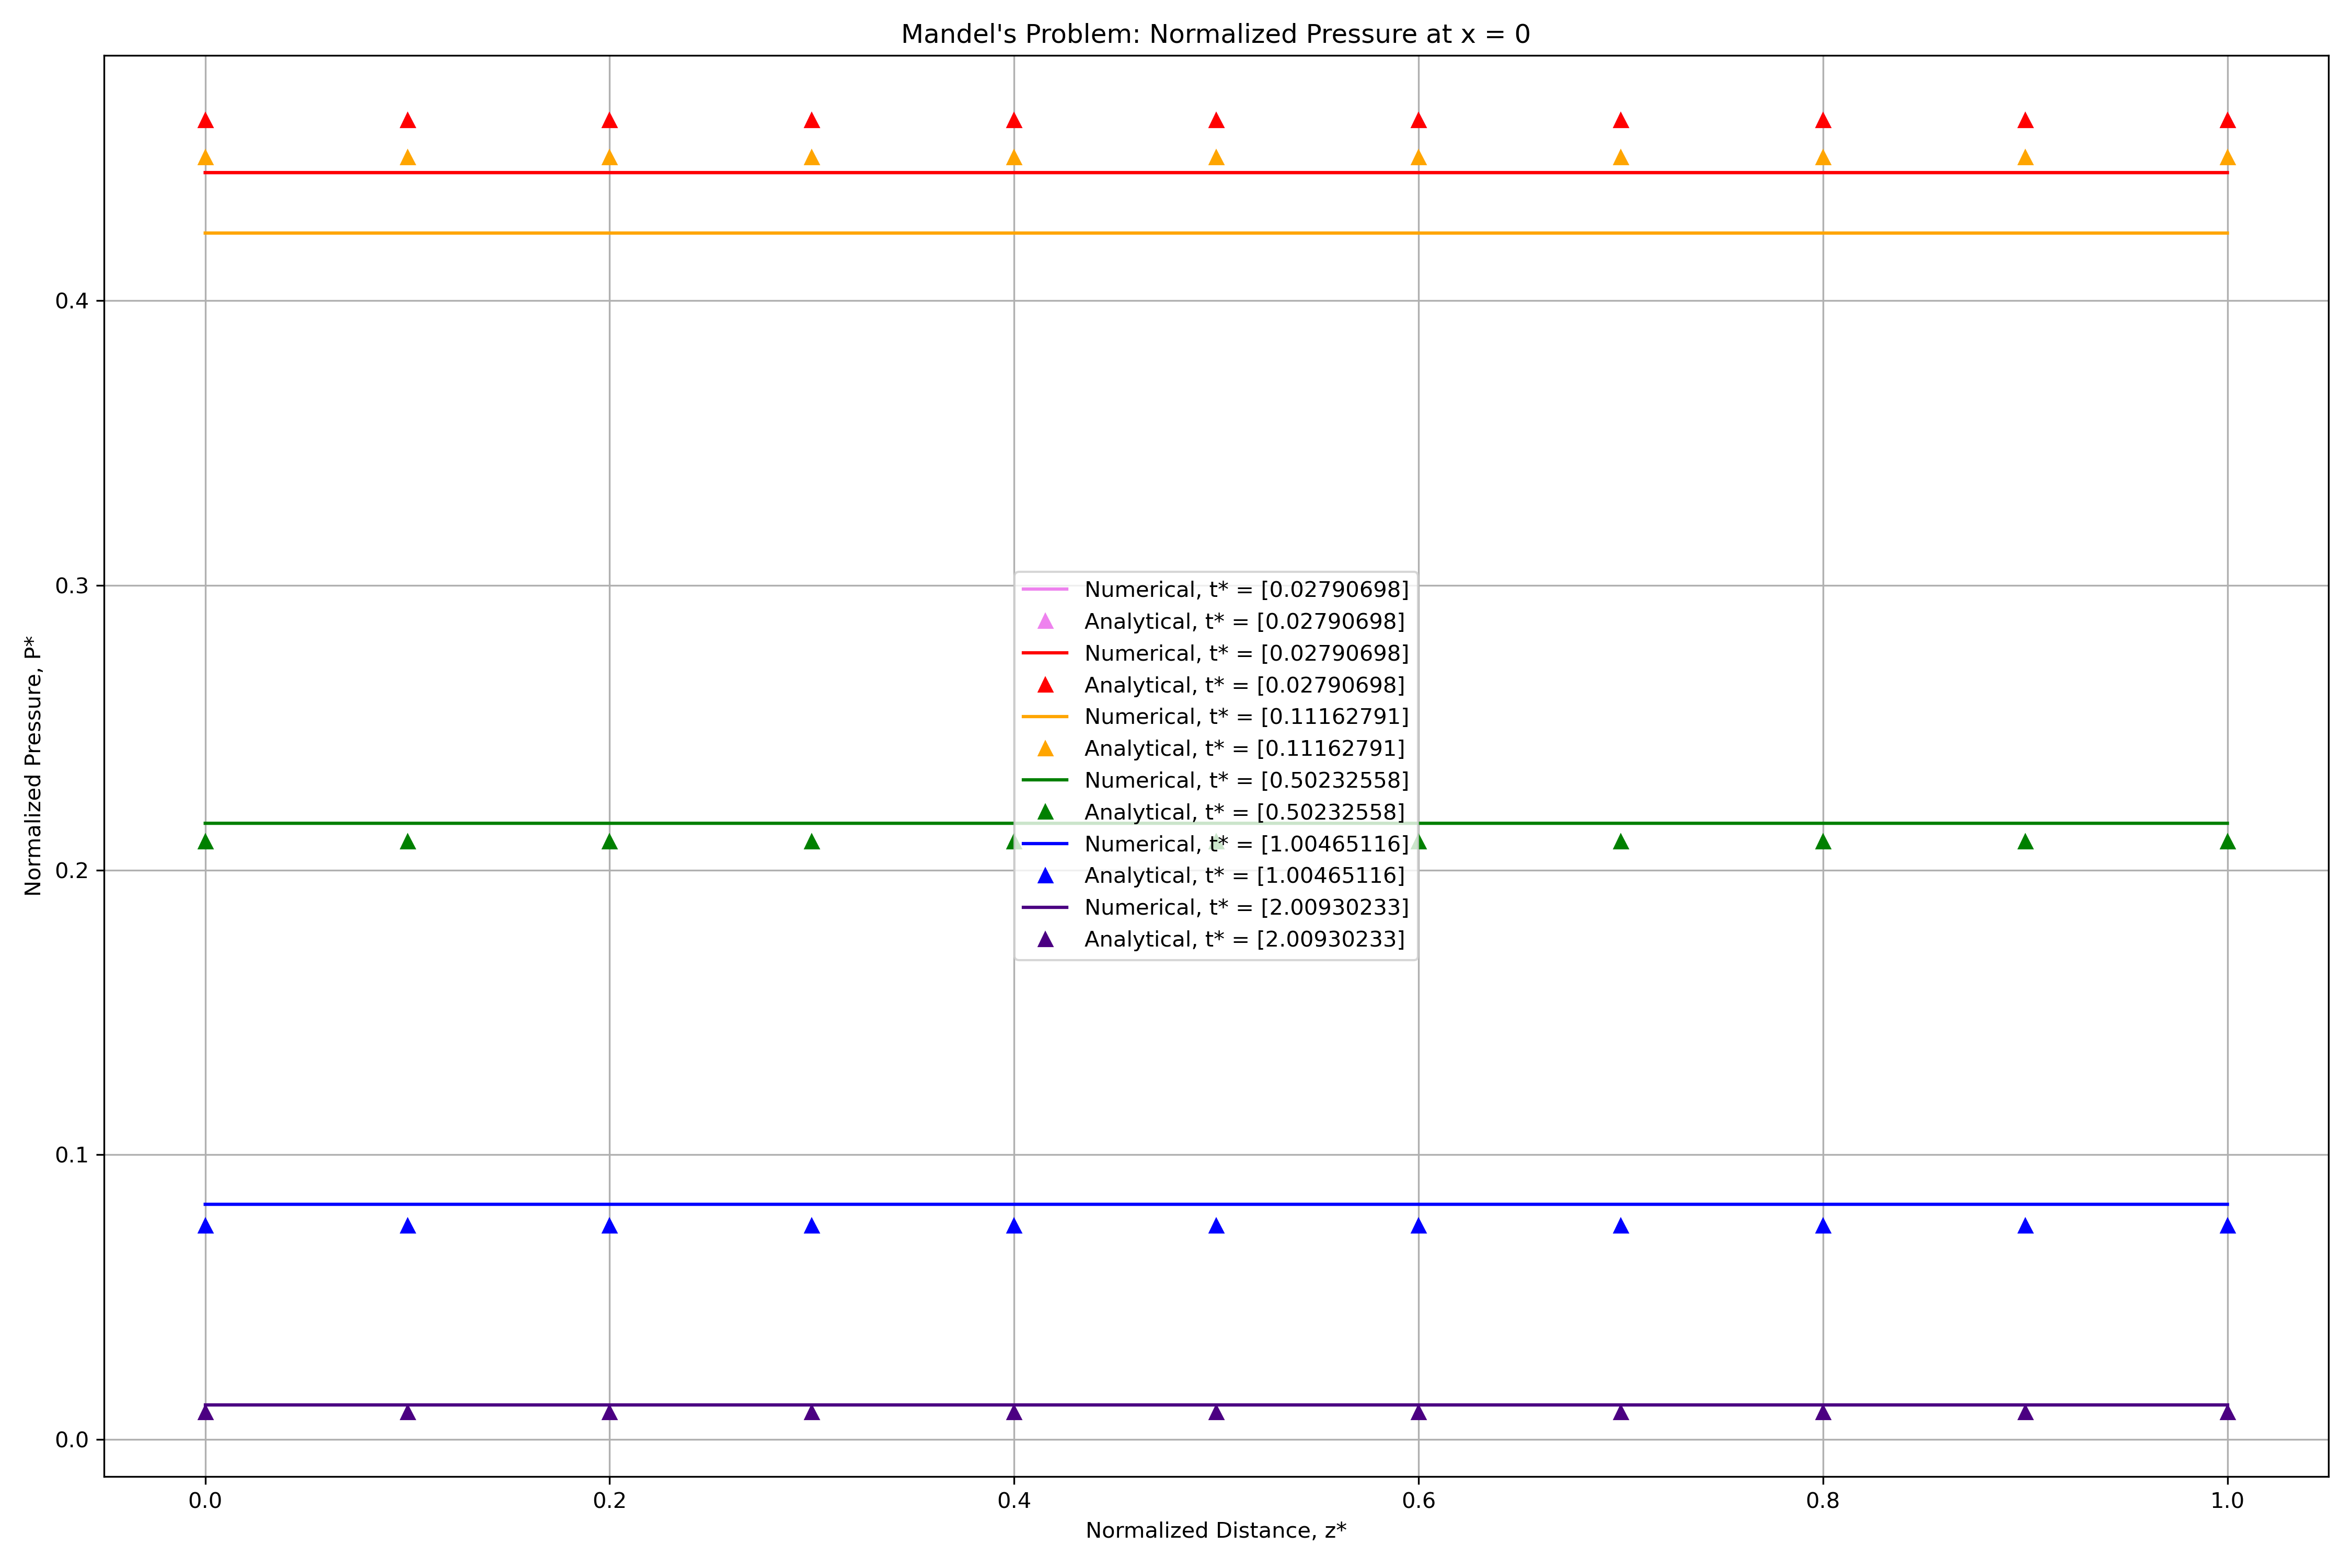 Mandel's Problem: Normalized Pressure at x = 0
Normalized Pressure, P*
0.4
0.3
0.2
0.1
0.0
Numerical, t* = [0.02790698]
Analytical, t* = [0.02790698]
Numerical, t* = [0.02790698]
Analytical, t* = [0.02790698]
Numerical, t* = [0.11162791]
Analytical, t* = [0.11162791]
Numerical, t* = [0.50232558]
Analytical, t* = [0.50232558]
Numerical, t* = [1.00465116]
Analytical, t* = [1.00465116]
Numerical, t* = [2.00930233]
Analytical, t* = [2.00930233]
0.0 0.2 0.4 0.6 0.8 1.0
Normalized Distance, z*